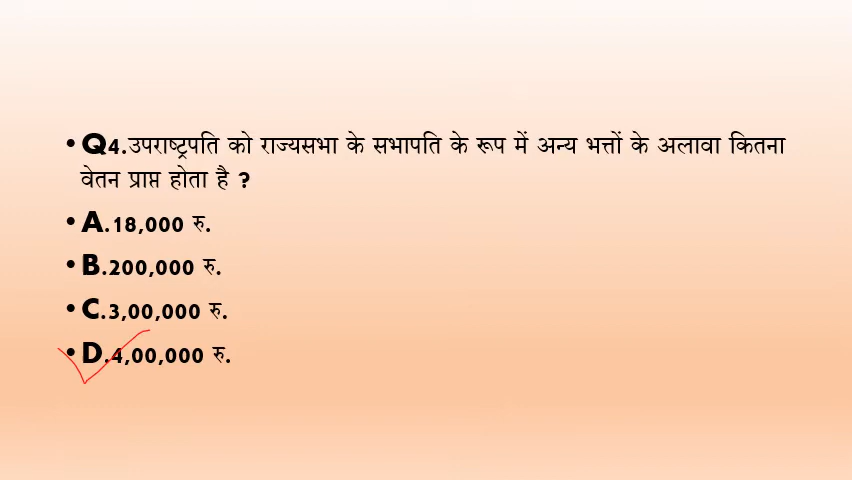 • Q4.उपराष्ट्रपति को राज्यसभा के सभापति के रूप में अन्य भत्तों के अलावा कितना
वेतन प्राप्त होता है ?
• A.18,000 रु.
• B.200,000 रु.
• C.3,00,000 रु.
• D.4,00,000 रु.